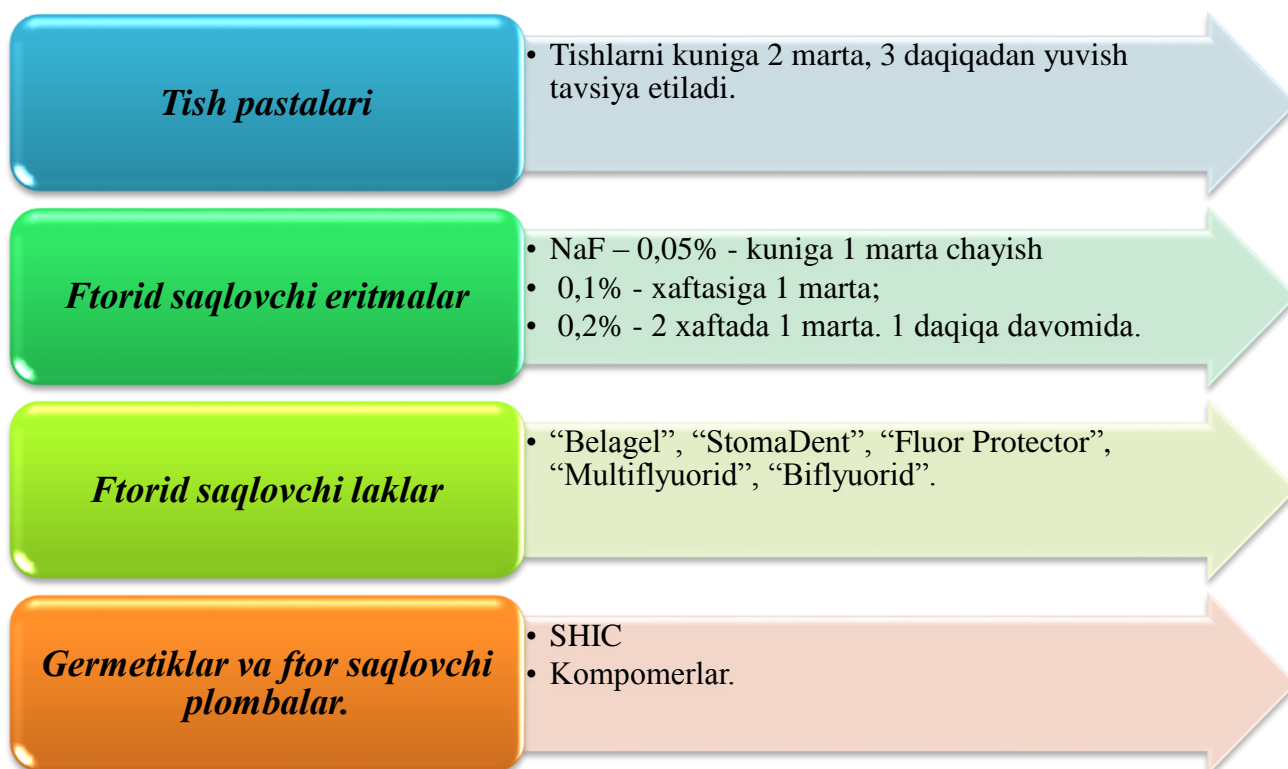 Tish pastalari
• Tishlarni kuniga 2 marta, 3 daqiqadan yuvish
tavsiya etiladi.
Ftorid saqlovchi eritmalar
• NaF – 0,05% - kuniga 1 marta chayish
• 0,1% - xaftasiga 1 marta;
• 0,2% - 2 xaftada 1 marta. 1 daqiqa davomida.
Ftorid saqlovchi laklar
• “Belagel”, “StomaDent”, “Fluor Protector”,
“Multiflyuorid”, “Biflyuorid”.
Germetiklar va ftor saqlovchi
plombalar.
• SHIC
• Kompomerlar.